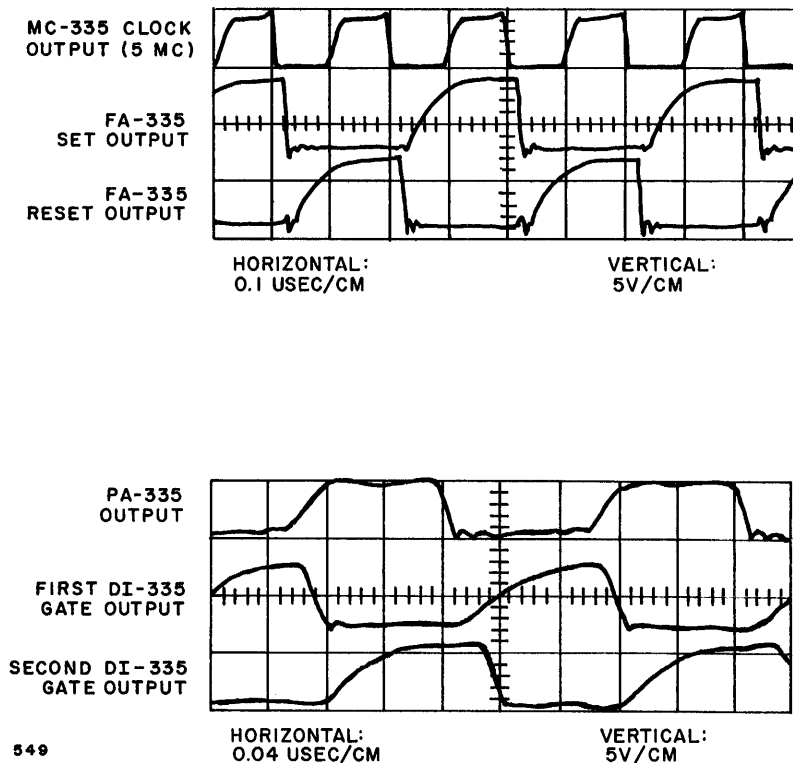 MC-335 CLOCK
OUTPUT (5 MC)
FA-335
SET OUTPUT
FA-335
RESET OUTPUT
HORIZONTAL:
0.1 USEC/CM
VERTICAL:
5V/CM
PA-335
OUTPUT
FIRST DI-335
GATE OUTPUT
SECOND DI-335
GATE OUTPUT
HORIZONTAL:
0.04 USEC/CM
VERTICAL:
5V/CM
549